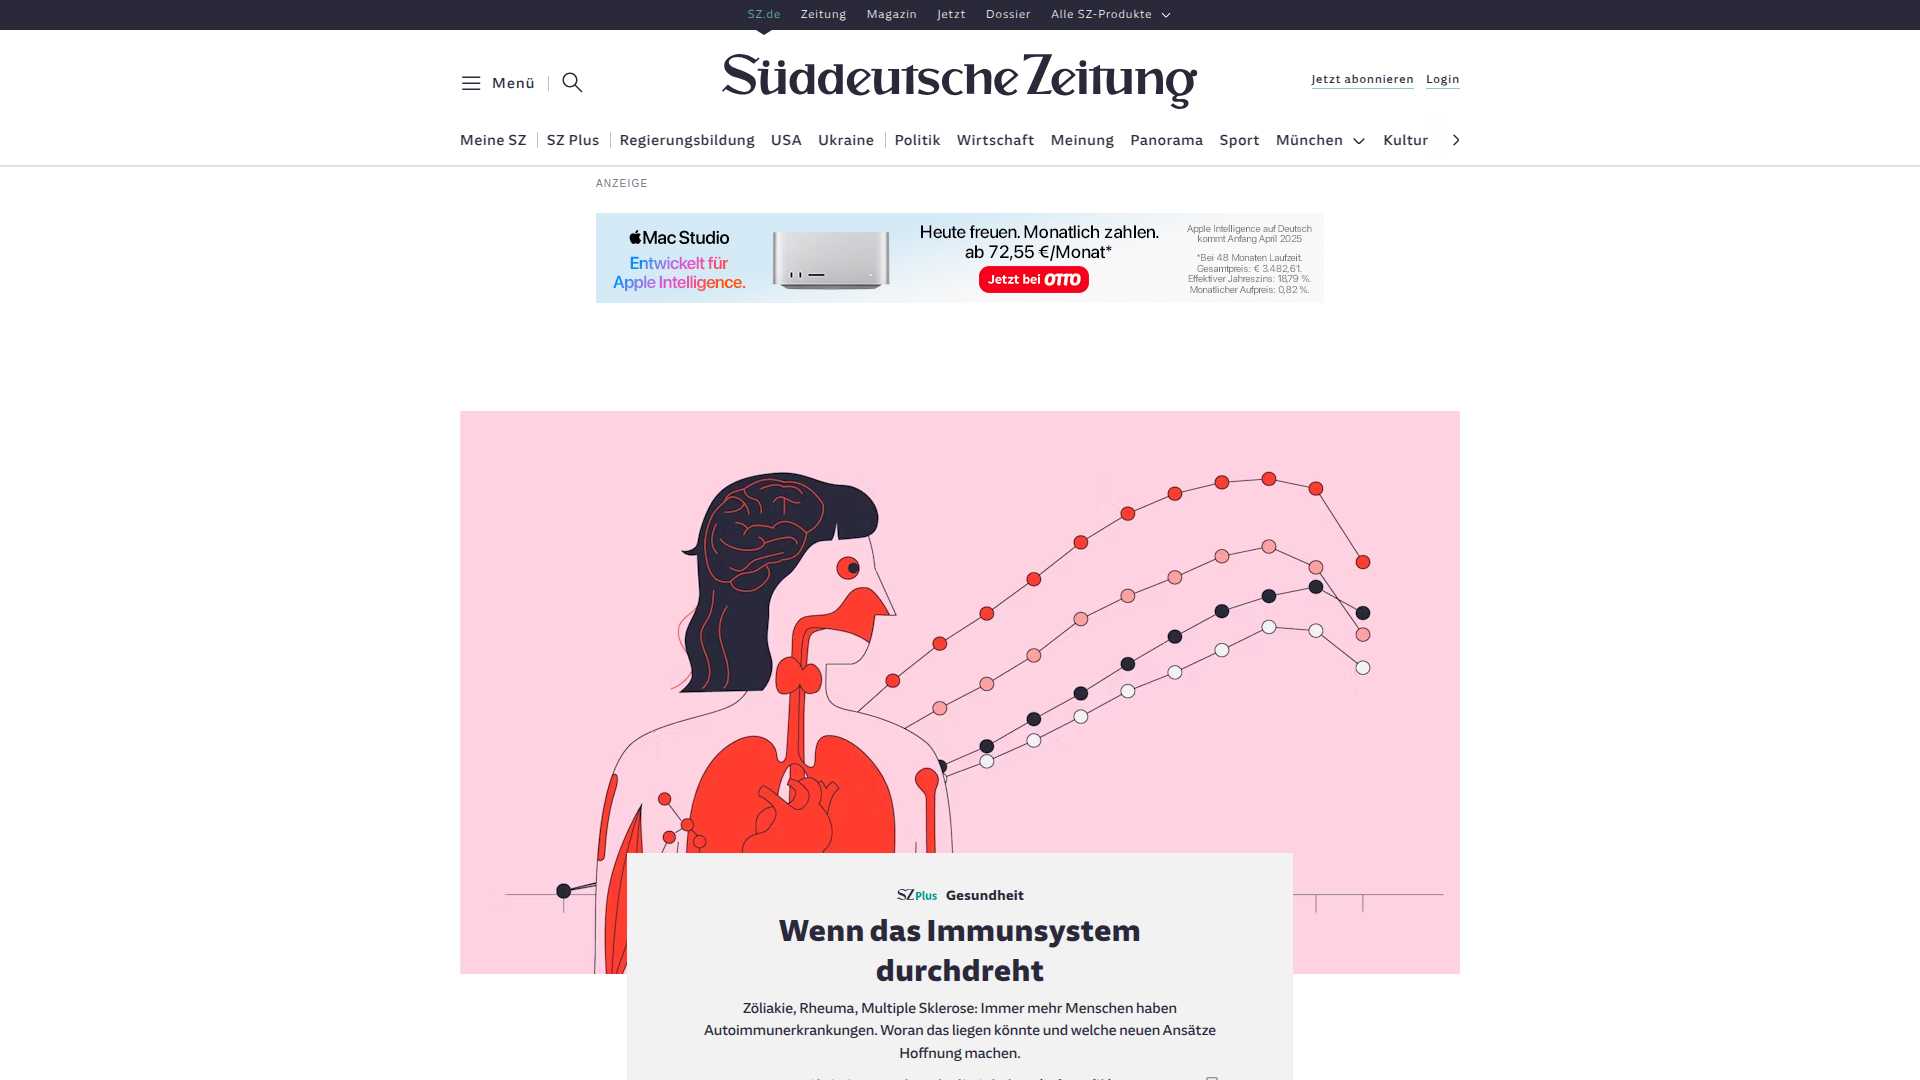 SZ.de Zeitung Magazin Jetzt Dossier Alle SZ-Produkte
Menü
Süddeutsche Zeitung
Jetzt abonnieren Login
Meine SZ SZ Plus Regierungsbildung USA Ukraine Politik Wirtschaft Meinung Panorama Sport München Kultur
ANZEIGE
Mac Studio
Entwickelt für
Apple Intelligence.
Heute freuen. Monatlich zahlen.
ab 72,55 €/Monat*
Jetzt bei OTTO
Apple Intelligence auf Deutsch
kommt Anfang April 2025
*Bei 48 Monaten Laufzeit.
Gesamtpreis: € 3.482,61.
Effektiver Jahreszins: 18,79 %.
Monatlicher Aufpreis: 0,82 %.
SZ Plus Gesundheit
Wenn das Immunsystem
durchdreht
Zöliakie, Rheuma, Multiple Sklerose: Immer mehr Menschen haben
Autoimmunerkrankungen. Woran das liegen könnte und welche neuen Ansätze
Hoffnung machen.